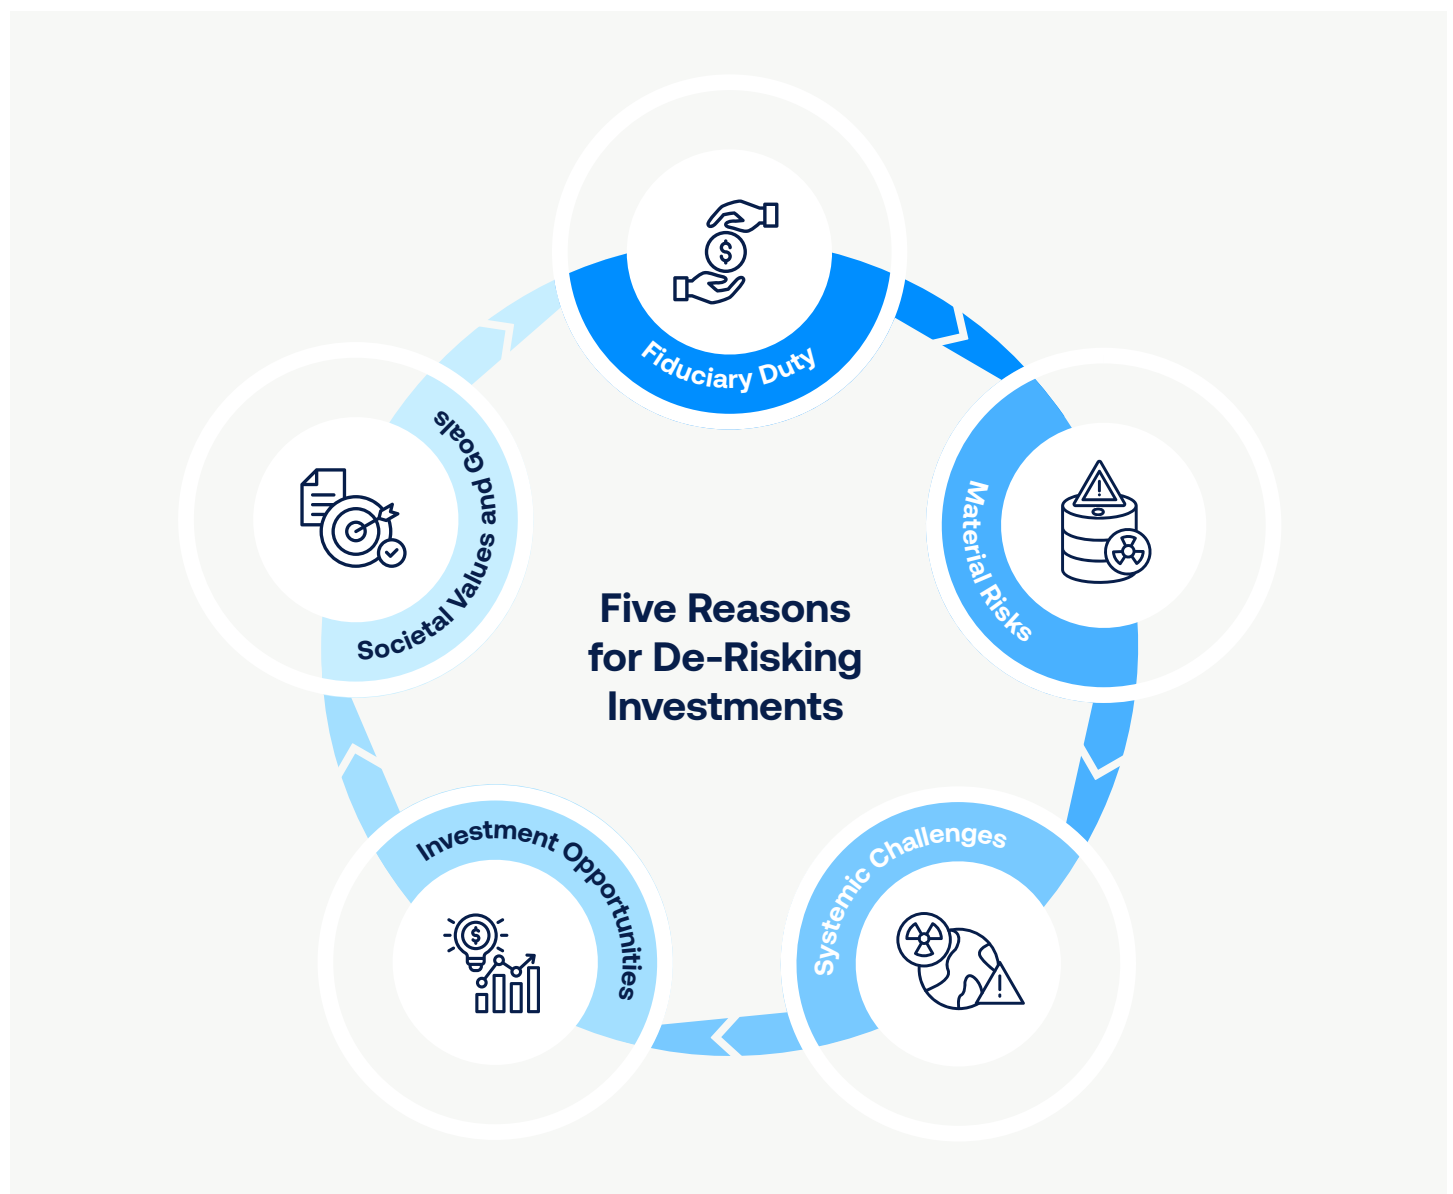 Fiduciary Duty
Material Risks
Systemic Challenges
Investment Opportunities
Societal Values and Goals
Five Reasons
for De-Risking
Investments
$
$